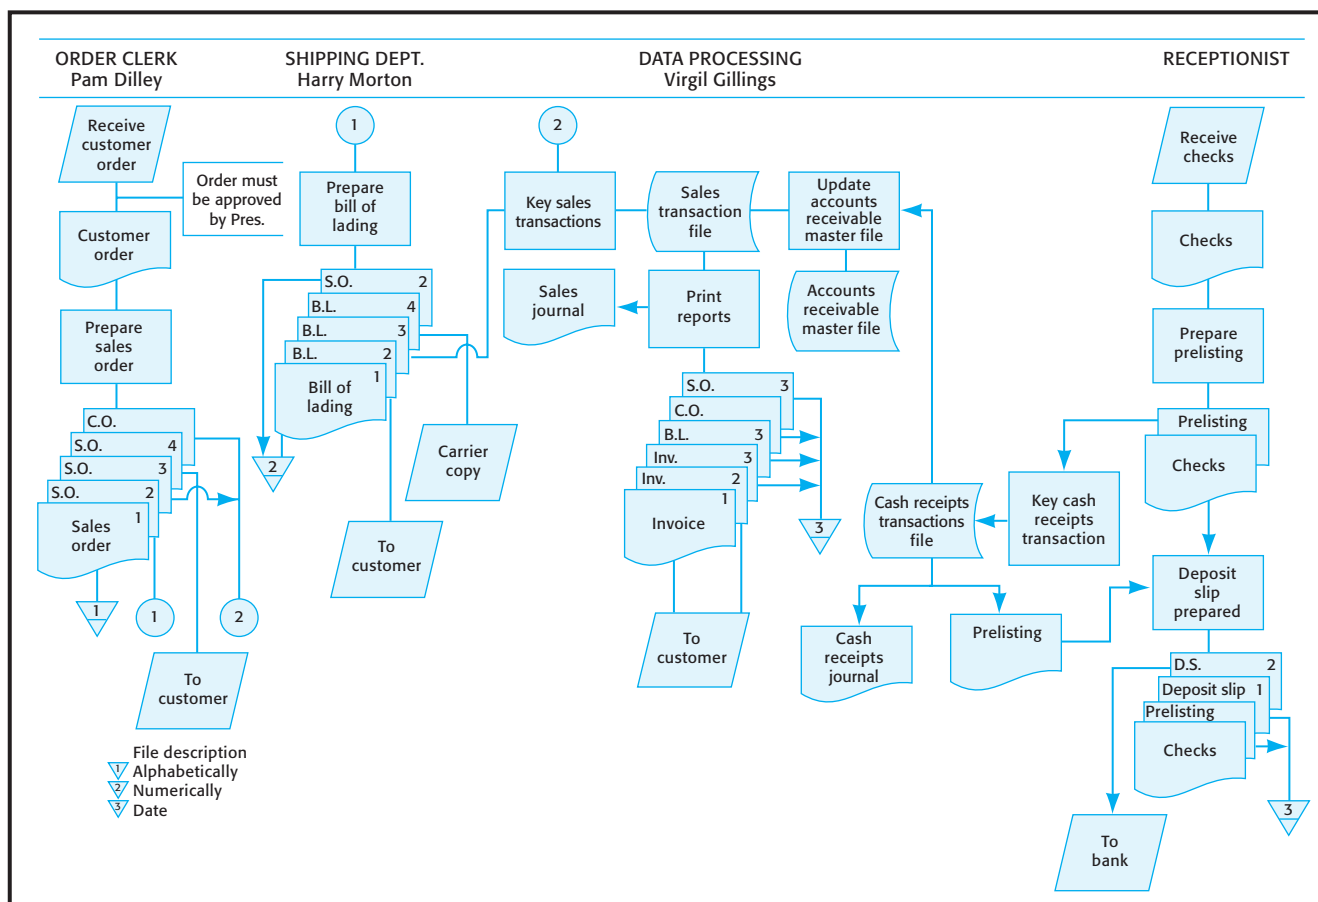 ORDER CLERK
Pam Dilley
SHIPPING DEPT.
Harry Morton
DATA PROCESSING
Virgil Gillings
RECEPTIONIST
Receive
customer
order
Order must
be approved
by Pres.
Customer
order
Prepare
sales
order
C.O.
S.O. 4
S.O. 3
S.O. 2
1
Sales
order
1
1
2
To
customer
File description
1 Alphabetically
2 Numerically
3 Date
1
Prepare
bill of
lading
S.O. 2
B.L. 4
B.L. 3
B.L. 2
1
Bill of
lading
2
Carrier
copy
To
customer
2
Key sales
transactions
Sales
transaction
file
Update
accounts
receivable
master file
Sales
journal
Print
reports
Accounts
receivable
master file
S.O. 3
C.O.
B.L. 3
Inv. 3
Inv. 2
1
Invoice
3
To
customer
Cash receipts
transactions
file
Key cash
receipts
transaction
Cash
receipts
journal
Prelisting
Receive
checks
Checks
Prepare
prelisting
Prelisting
Checks
Deposit
slip
prepared
D.S. 2
Deposit slip 1
Prelisting
Checks
3
To
bank